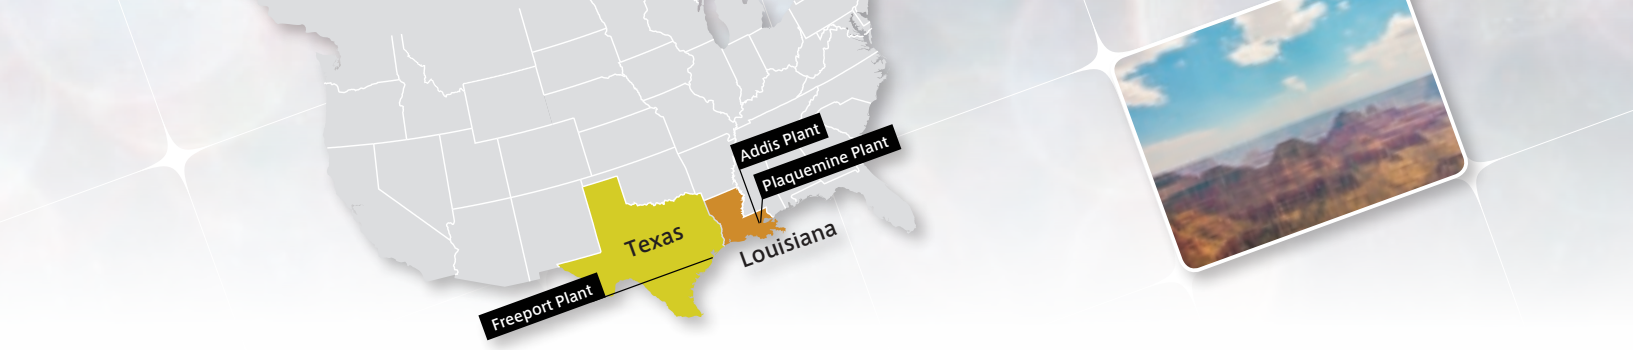 Addis Plant
Plaquemine Plant
Texas
Louisiana
Freeport Plant